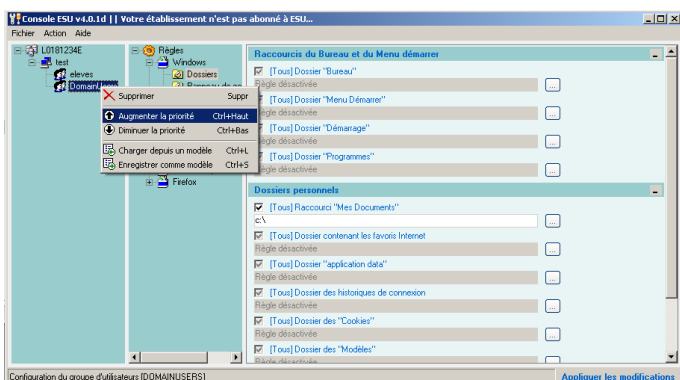 Console ESU v4.0.1d || Votre établissement n'est pas abonné à ESU...
Fichier Action Aide
L0181234E
test
eleves
Règles
Windows
Dossiers
Supprimer Suppr
Augmenter la priorité Ctrl+Haut
Diminuer la priorité Ctrl+Bas
Charger depuis un modèle Ctrl+L
Enregistrer comme modèle Ctrl+S
Firefox
Raccourcis du Bureau et du Menu démarrer
[Tous] Dossier "Bureau"
Règle désactivée
...
[Tous] Dossier "Menu Démarrer"
Règle désactivée
...
[Tous] Dossier "Démarrage"
Règle désactivée
...
[Tous] Dossier "Programmes"
Règle désactivée
...
Dossiers personnels
[Tous] Raccourci "Mes Documents"
c:\
...
[Tous] Dossier contenant les favoris Internet
Règle désactivée
...
[Tous] Dossier "application data"
Règle désactivée
...
[Tous] Dossier des historiques de connexion
Règle désactivée
...
[Tous] Dossier des "Cookies"
Règle désactivée
...
[Tous] Dossier des "Modèles"
Règle désactivée
...
Configuration du groupe d'utilisateurs [DOMAINUSERS]
Appliquer les modifications